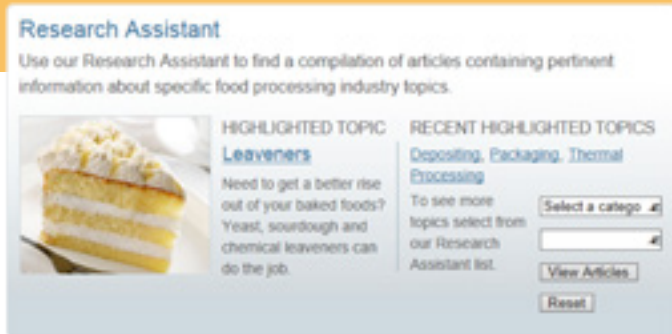 Research Assistant
Use our Research Assistant to find a compilation of articles containing pertinent
information about specific food processing industry topics.
HIGHLIGHTED TOPIC
Leaveners
Need to get a better rise
out of your baked foods?
Yeast, sourdough and
chemical leaveners can
do the job.
RECENT HIGHLIGHTED TOPICS
Depositing, Packaging, Thermal
Processing
To see more
topics select from
our Research
Assistant list.
Select a catego
View Articles
Reset